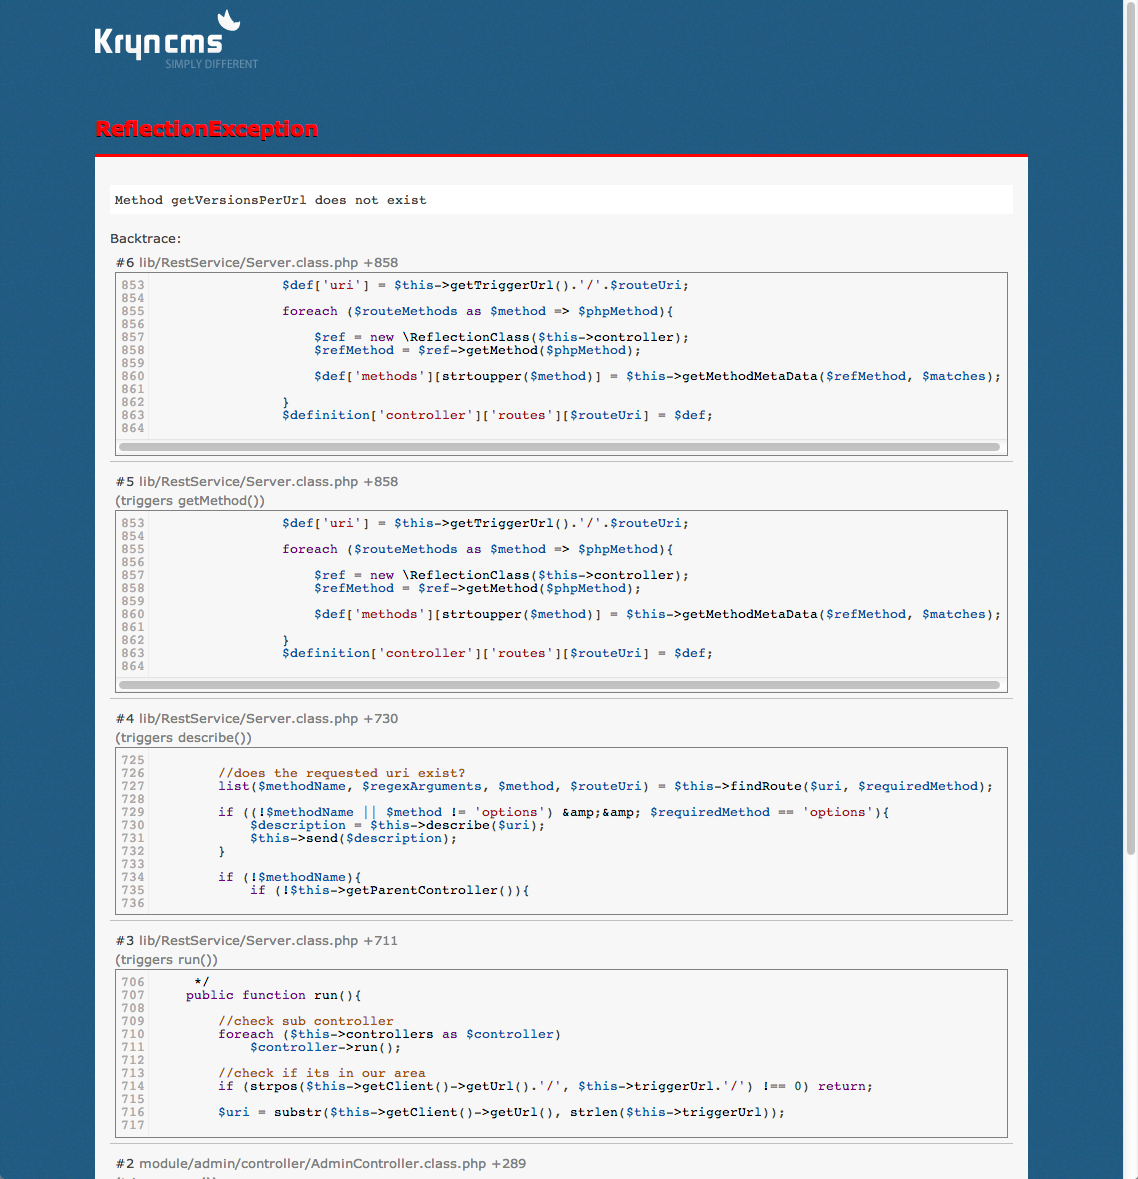 Kryncms
SIMPLY DIFFERENT
ReflectionException
Method getVersionsPerUrl does not exist
Backtrace:
#6 lib/RestService/Server.class.php +858
853 $def['uri'] = $this->getTriggerUrl().'/'.$routeUri;
854
855 foreach ($routeMethods as $method => $phpMethod){
856
857 $ref = new \ReflectionClass($this->controller);
858 $refMethod = $ref->getMethod($phpMethod);
859
860 $def['methods'][strtoupper($method)] = $this->getMethodMetaData($refMethod, $matches);
861
862 }
863 $definition['controller']['routes'][$routeUri] = $def;
864
#5 lib/RestService/Server.class.php +858
(triggers getMethod())
853 $def['uri'] = $this->getTriggerUrl().'/'.$routeUri;
854
855 foreach ($routeMethods as $method => $phpMethod){
856
857 $ref = new \ReflectionClass($this->controller);
858 $refMethod = $ref->getMethod($phpMethod);
859
860 $def['methods'][strtoupper($method)] = $this->getMethodMetaData($refMethod, $matches);
861
862 }
863 $definition['controller']['routes'][$routeUri] = $def;
864
#4 lib/RestService/Server.class.php +730
(triggers describe())
725
726 //does the requested uri exist?
727 list($methodName, $regexArguments, $method, $routeUri) = $this->findRoute($uri, $requiredMethod);
728
729 if ((!$methodName || $method != 'options') &amp;&amp; $requiredMethod == 'options'){
730 $description = $this->describe($uri);
731 $this->send($description);
732 }
733
734 if (!$methodName){
735 if (!$this->getParentController()){
736
#3 lib/RestService/Server.class.php +711
(triggers run())
706 */
707 public function run(){
708
709 //check sub controller
710 foreach ($this->controllers as $controller)
711 $controller->run();
712
713 //check if its in our area
714 if (strpos($this->getClient()->getUrl().'/', $this->triggerUrl.'/') !== 0) return;
715
716 $uri = substr($this->getClient()->getUrl(), strlen($this->triggerUrl));
717
#2 module/admin/controller/AdminController.class.php +289